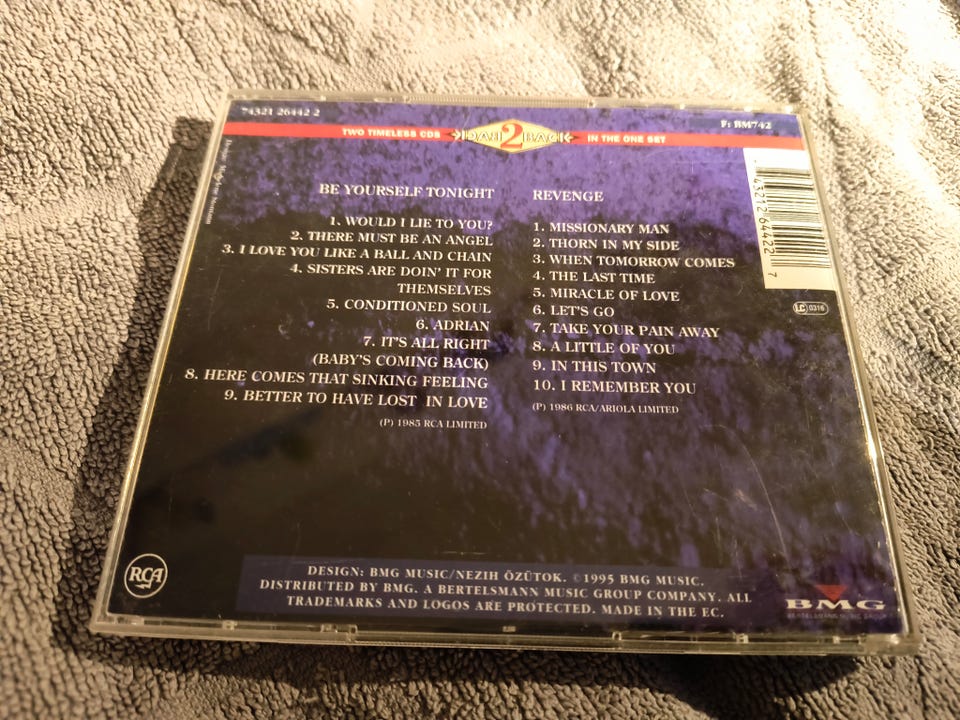 74321 26442 2
F: BM742
TWO TIMELESS CDS
2
IN THE ONE SET
BE YOURSELF TONIGHT
1. WOULD I LIE TO YOU?
2. THERE MUST BE AN ANGEL
3. I LOVE YOU LIKE A BALL AND CHAIN
4. SISTERS ARE DOIN' IT FOR
THEMSELVES
5. CONDITIONED SOUL
6. ADRIAN
7. IT'S ALL RIGHT
(BABY'S COMING BACK)
8. HERE COMES THAT SINKING FEELING
9. BETTER TO HAVE LOST IN LOVE
(P) 1985 RCA LIMITED
REVENGE
1. MISSIONARY MAN
2. THORN IN MY SIDE
3. WHEN TOMORROW COMES
4. THE LAST TIME
5. MIRACLE OF LOVE
6. LET'S GO
7. TAKE YOUR PAIN AWAY
8. A LITTLE OF YOU
9. IN THIS TOWN
10. I REMEMBER YOU
(P) 1986 RCA/ARIOLA LIMITED
43212 64422 7
LC 0316
RCA
DESIGN: BMG MUSIC/NEZIH ÖZÜTOK. ©1995 BMG MUSIC.
DISTRIBUTED BY BMG. A BERTELSMANN MUSIC GROUP COMPANY. ALL
TRADEMARKS AND LOGOS ARE PROTECTED. MADE IN THE EC.
BMG
BERTELSMANN MUSIC GROUP